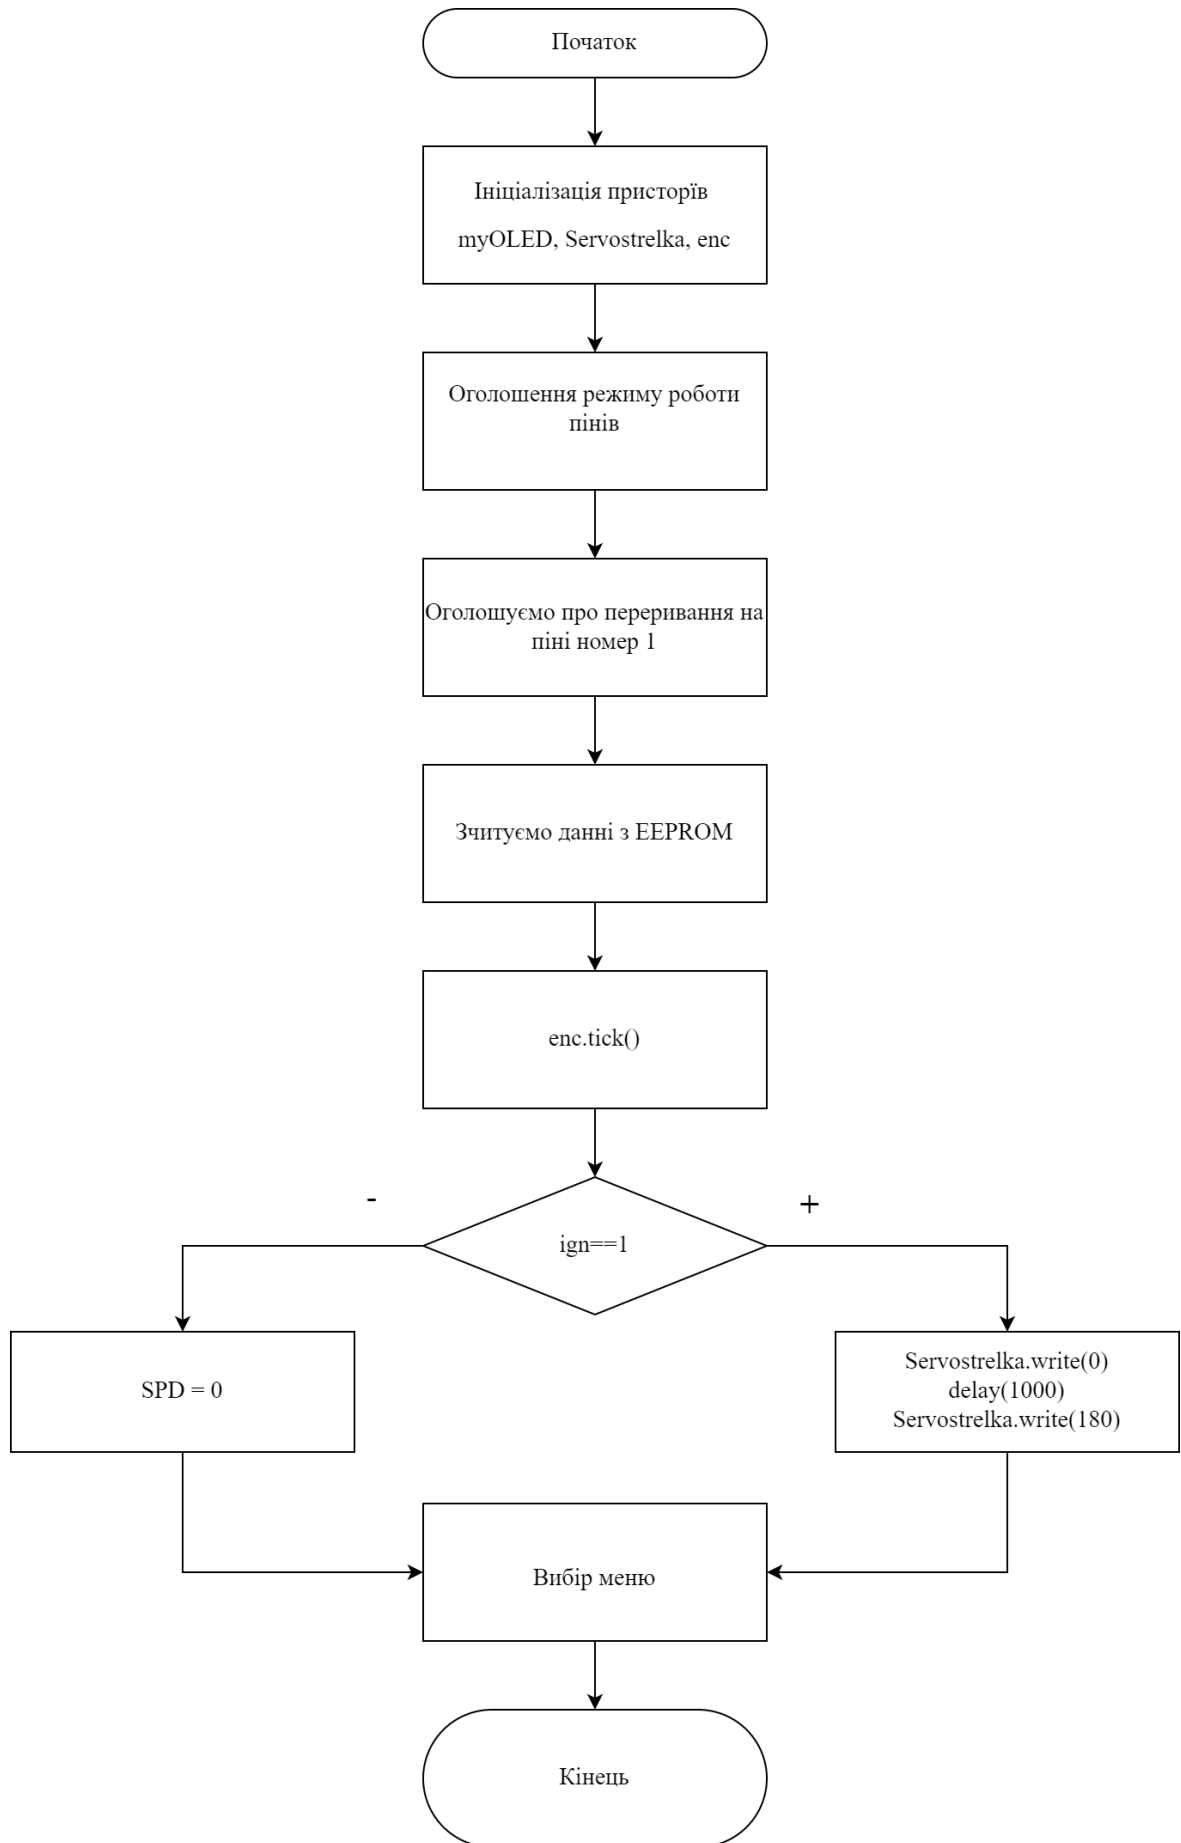 Початок
Ініціалізація присторїв
myOLED, Servostrelka, enc
Оголошення режиму роботи
пінів
Оголошуємо про переривання на
піні номер 1
Зчитуємо данні з EEPROM
enc.tick()
-
+
ign==1
SPD = 0
Servostrelka.write(0)
delay(1000)
Servostrelka.write(180)
Вибір меню
Кінець